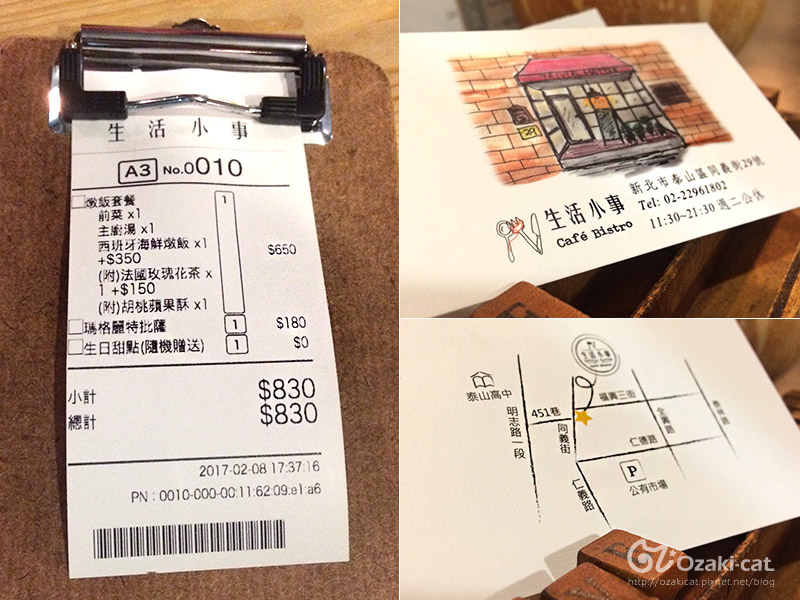 生活小事
A3 No.0010
燉飯套餐 1
前菜 x1
主廚湯 x1
西班牙海鮮燉飯 x1
+$350
$650
(附)法國玫瑰花茶 x
1 +$150
(附)胡桃蘋果酥 x1
瑪格麗特批薩 1 $180
生日甜點(隨機贈送) 1 $0
小計 $830
總計 $830
2017-02-08 17:37:16
PN : 0010-000-00:11:62:09:e1:a6
29
生活小事
Café Bistro
新北市泰山區同義街29號
Tel: 02-22961802
11:30~21:30 週二公休
生活小事
泰山高中
明志路一段
451巷
同義街
福興三街
全興路
泰林路
仁德路
仁義路
P
公有市場
Ozaki-cat
http://ozakicat.pixnet.net/blog